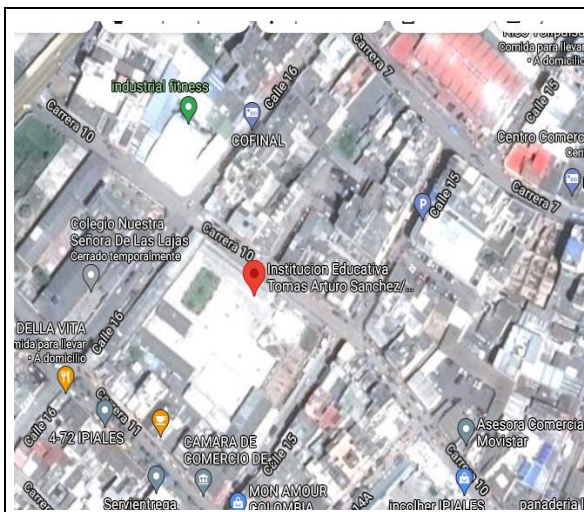 Calle 16
Carrera 7
Comida para llevar
• A domicilio
industrial fitness
Calle 15
Carrera 10
COFINAL
Centro Comerc
Calle 15
Carrera 7
Colegio Nuestra
Señora De Las Lajas
Cerrado temporalmente
Carrera 10
Institucion Educativa
Tomas Arturo Sanchez/...
DELLA VITA
mida para llevar
• A domicilio
Calle 16
Calle 16
Carrera 11
4-72 IPIALES
CAMARA DE
COMERCIO DE
Calle 15
Asesora Comercia
Movistar
Carrera 10
Servientrega
MON AMOUR
COLOMBIA
14A
incolher IPIALES
panaderia